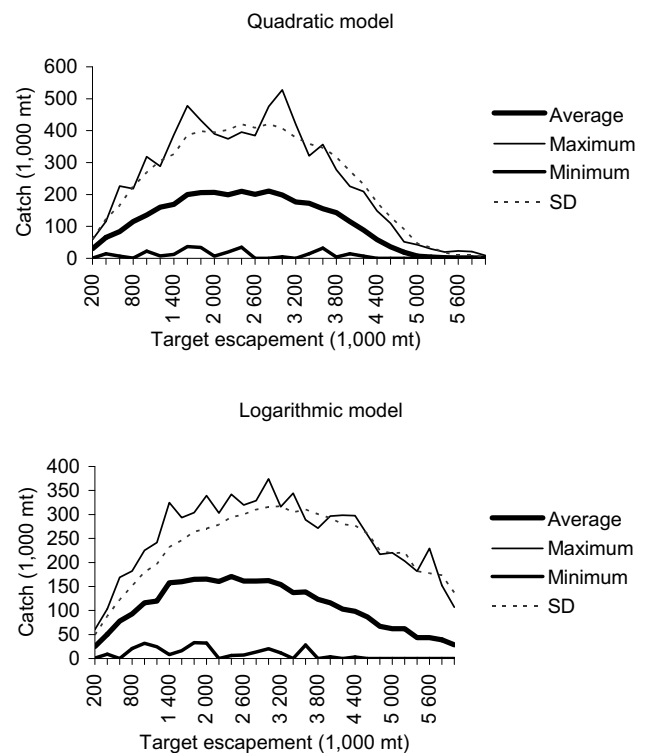 Quadratic model
600
500
400
300
200
100
0
Catch (1,000 mt)
200
800
1 400
2 000
2 600
3 200
3 800
4 400
5 000
5 600
Target escapement (1,000 mt)
Average
Maximum
Minimum
SD
Logarithmic model
400
350
300
250
200
150
100
50
0
Catch (1,000 mt)
200
800
1 400
2 000
2 600
3 200
3 800
4 400
5 000
5 600
Target escapement (1,000 mt)
Average
Maximum
Minimum
SD